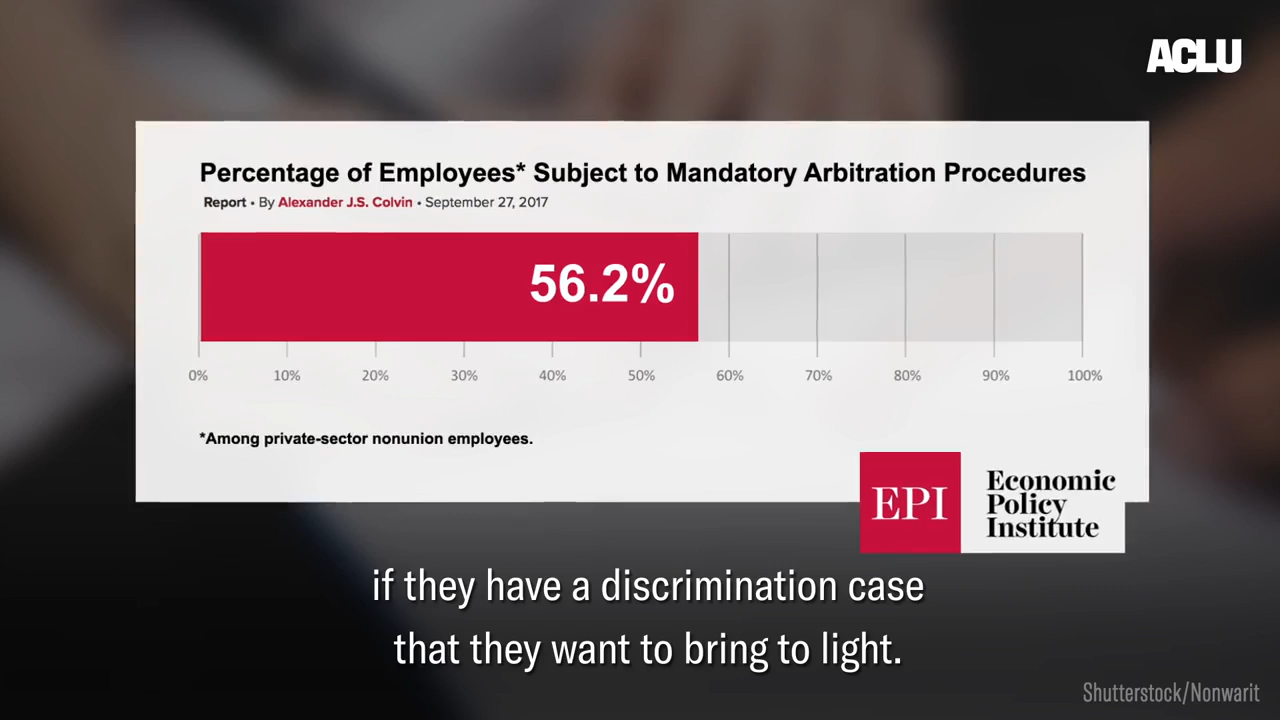 ACLU
Percentage of Employees* Subject to Mandatory Arbitration Procedures
Report • By Alexander J.S. Colvin • September 27, 2017
56.2%
0% 10% 20% 30% 40% 50% 60% 70% 80% 90% 100%
*Among private-sector nonunion employees.
EPI
Economic
Policy
Institute
if they have a discrimination case
that they want to bring to light.
Shutterstock/Nonwarit